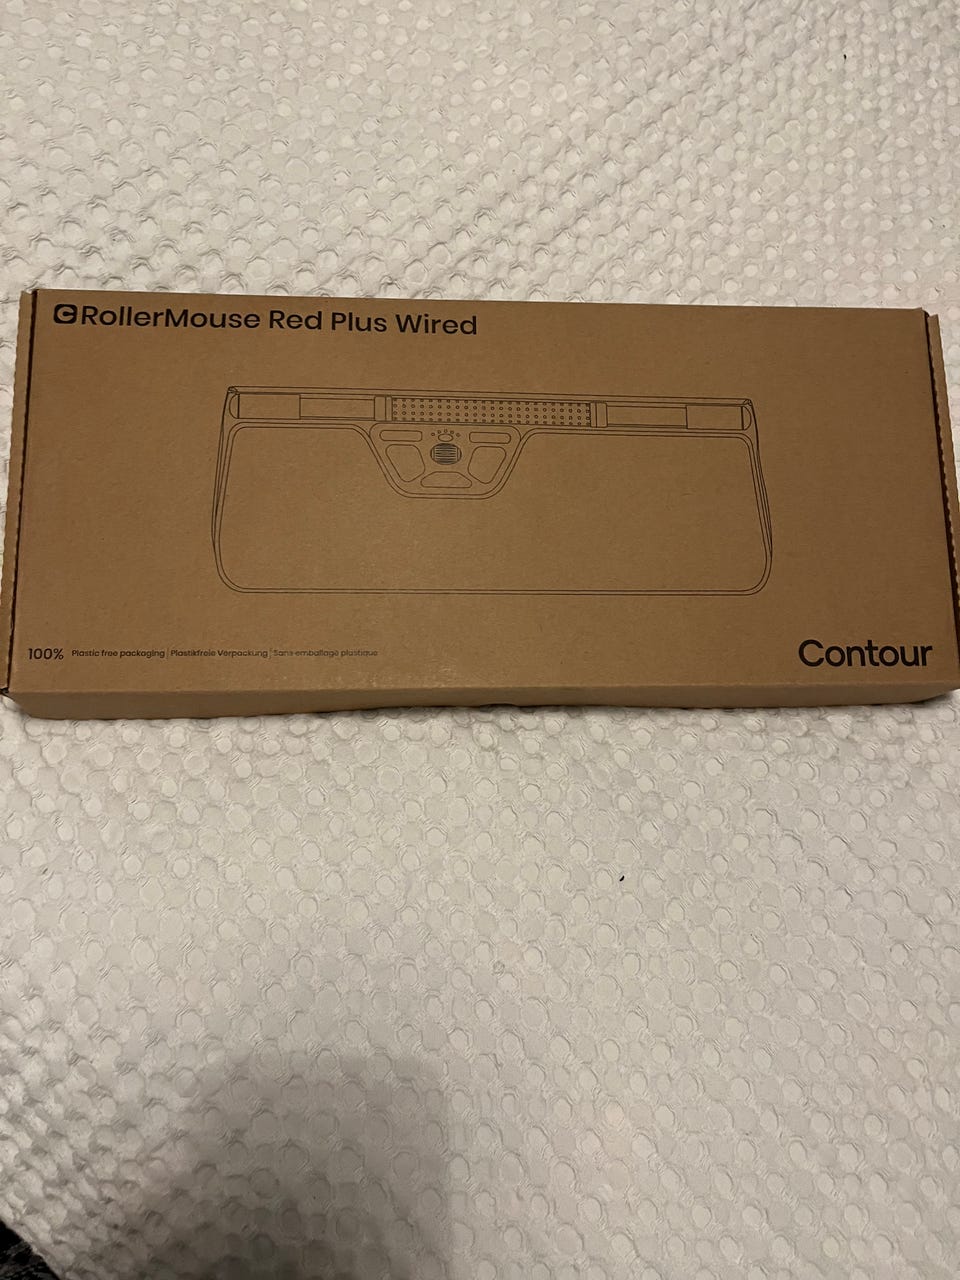 RollerMouse Red Plus Wired
100% Plastic free packaging | Plastikfreie Verpackung | Sans emballage plastique
Contour